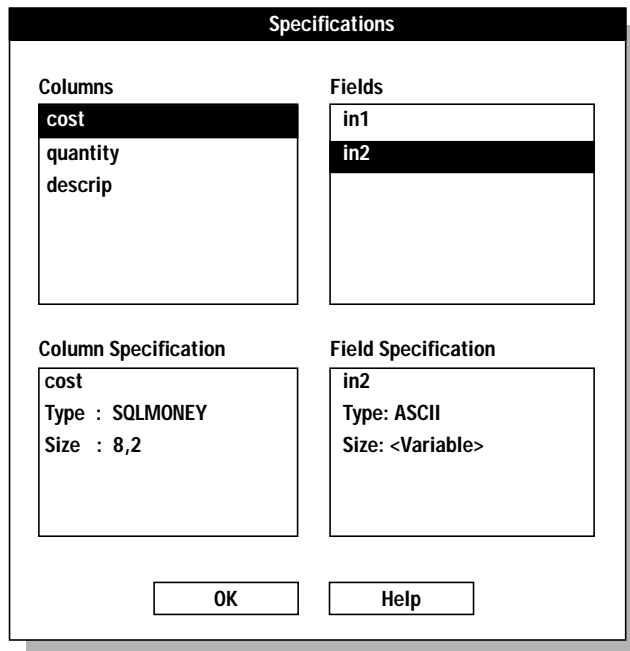 Specifications
Columns
cost
quantity
descrip
Fields
in1
in2
Column Specification
cost
Type : SQLMONEY
Size : 8,2
Field Specification
in2
Type: ASCII
Size: <Variable>
OK
Help